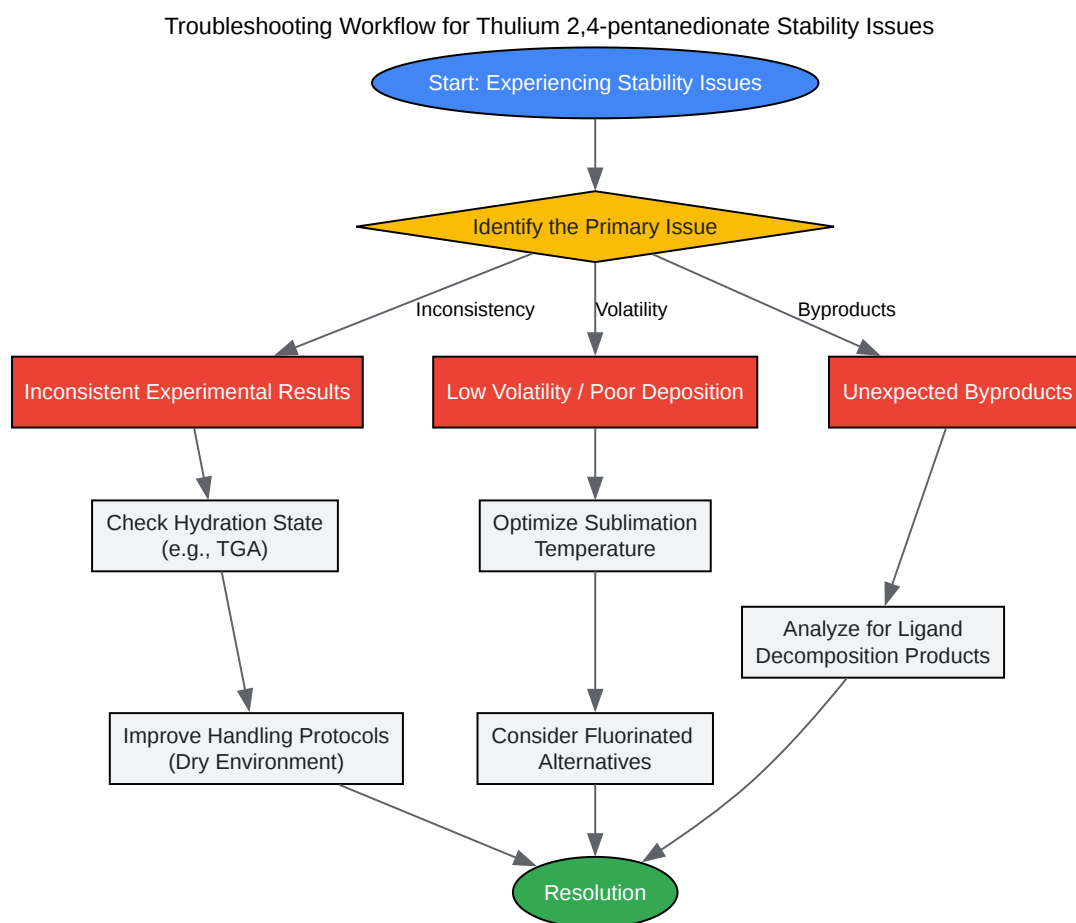 Troubleshooting Workflow for Thulium 2,4-pentanedionate Stability Issues
Start: Experiencing Stability Issues
Identify the Primary Issue
Inconsistency
Volatility
Byproducts
Inconsistent Experimental Results
Low Volatility / Poor Deposition
Unexpected Byproducts
Check Hydration State
(e.g., TGA)
Optimize Sublimation
Temperature
Analyze for Ligand
Decomposition Products
Improve Handling Protocols
(Dry Environment)
Consider Fluorinated
Alternatives
Resolution